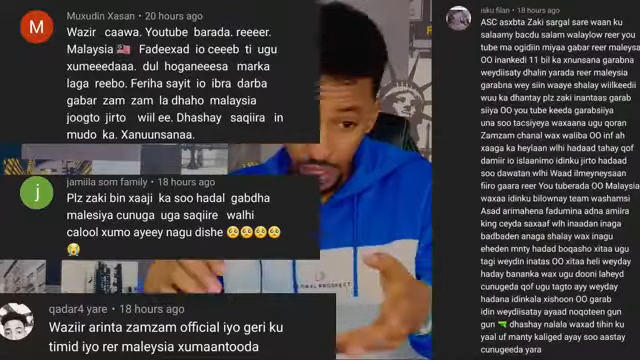 Muxudin Xasan • 20 hours ago
Wazir caawa. Youtube barada. reeeer.
Malaysia🇲🇾 Fadeexad io ceeeb ti ugu
xumeeedaaa. dul hoganeeesa marka
laga reebo. Feriha sayit io ibra darba
gabar zam zam la dhaho malaysia
joogto jirto wiil ee. Dhashay saqiira in
mudo ka. Xanuunsanaa.
j
jamiila som family • 18 hours ago
Plz zaki bin xaaji ka soo hadal gabdha
malesiya cunuga uga saqiire walhi
calool xumo ayeey nagu dishe 🥺🥺🥺🥺
😭
qadar4 yare • 18 hours ago
Waziir arinta zamzam official iyo geri ku
timid iyo rer maleysia xumaantooda
isku filan • 18 hours ago
ASC asxbta Zaki sargal sare waan ku
salaamy bacdu salam walaylow reer you
tube ma ogidiin miyaa gabar reer malesya
OO inankedi 11 bil ka xnunsana garabna
weydiisaty dhalin yarada reer maleysia
garabna wey siin waaye shalay wiilkeedii
wuu ka dhantay plz zaki inantaas garab
siiya OO you tube keeda garabsiiya
una soo tacsiyeya waxaana ugu qoran
Zamzam chanal wax waliba OO inf ah
xaaga ka heylaan wlhi hadaad tahay qof
damiir io islaanimo idinku jirto hadaad
soo dawatan wlhi Waad ilmeyneysaan
fiiro gaara reer You tuberada OO Malaysia
waxaa idinku bilownay team washamsi
Asad arimahena fadumina adna amiira
king ceyda saxaaf wlh inaadan inaga
badbaden anaga shalay wax inagu
eheden mnty hadad boqasho xitaa ugu
tagi weydin inatas OO xitaa heli weyday
haday bananka wax ugu dooni laheyd
cunugeda qof ugu tagto ayy weyday
hadana idinkala xishoon OO garab
idin weydiisatay ayaad noqoteen gun
gun 🔫 dhashay nalala waxad tihin ku
yaal uf manty kaliged ayay soo aastay
cunugeeda yara